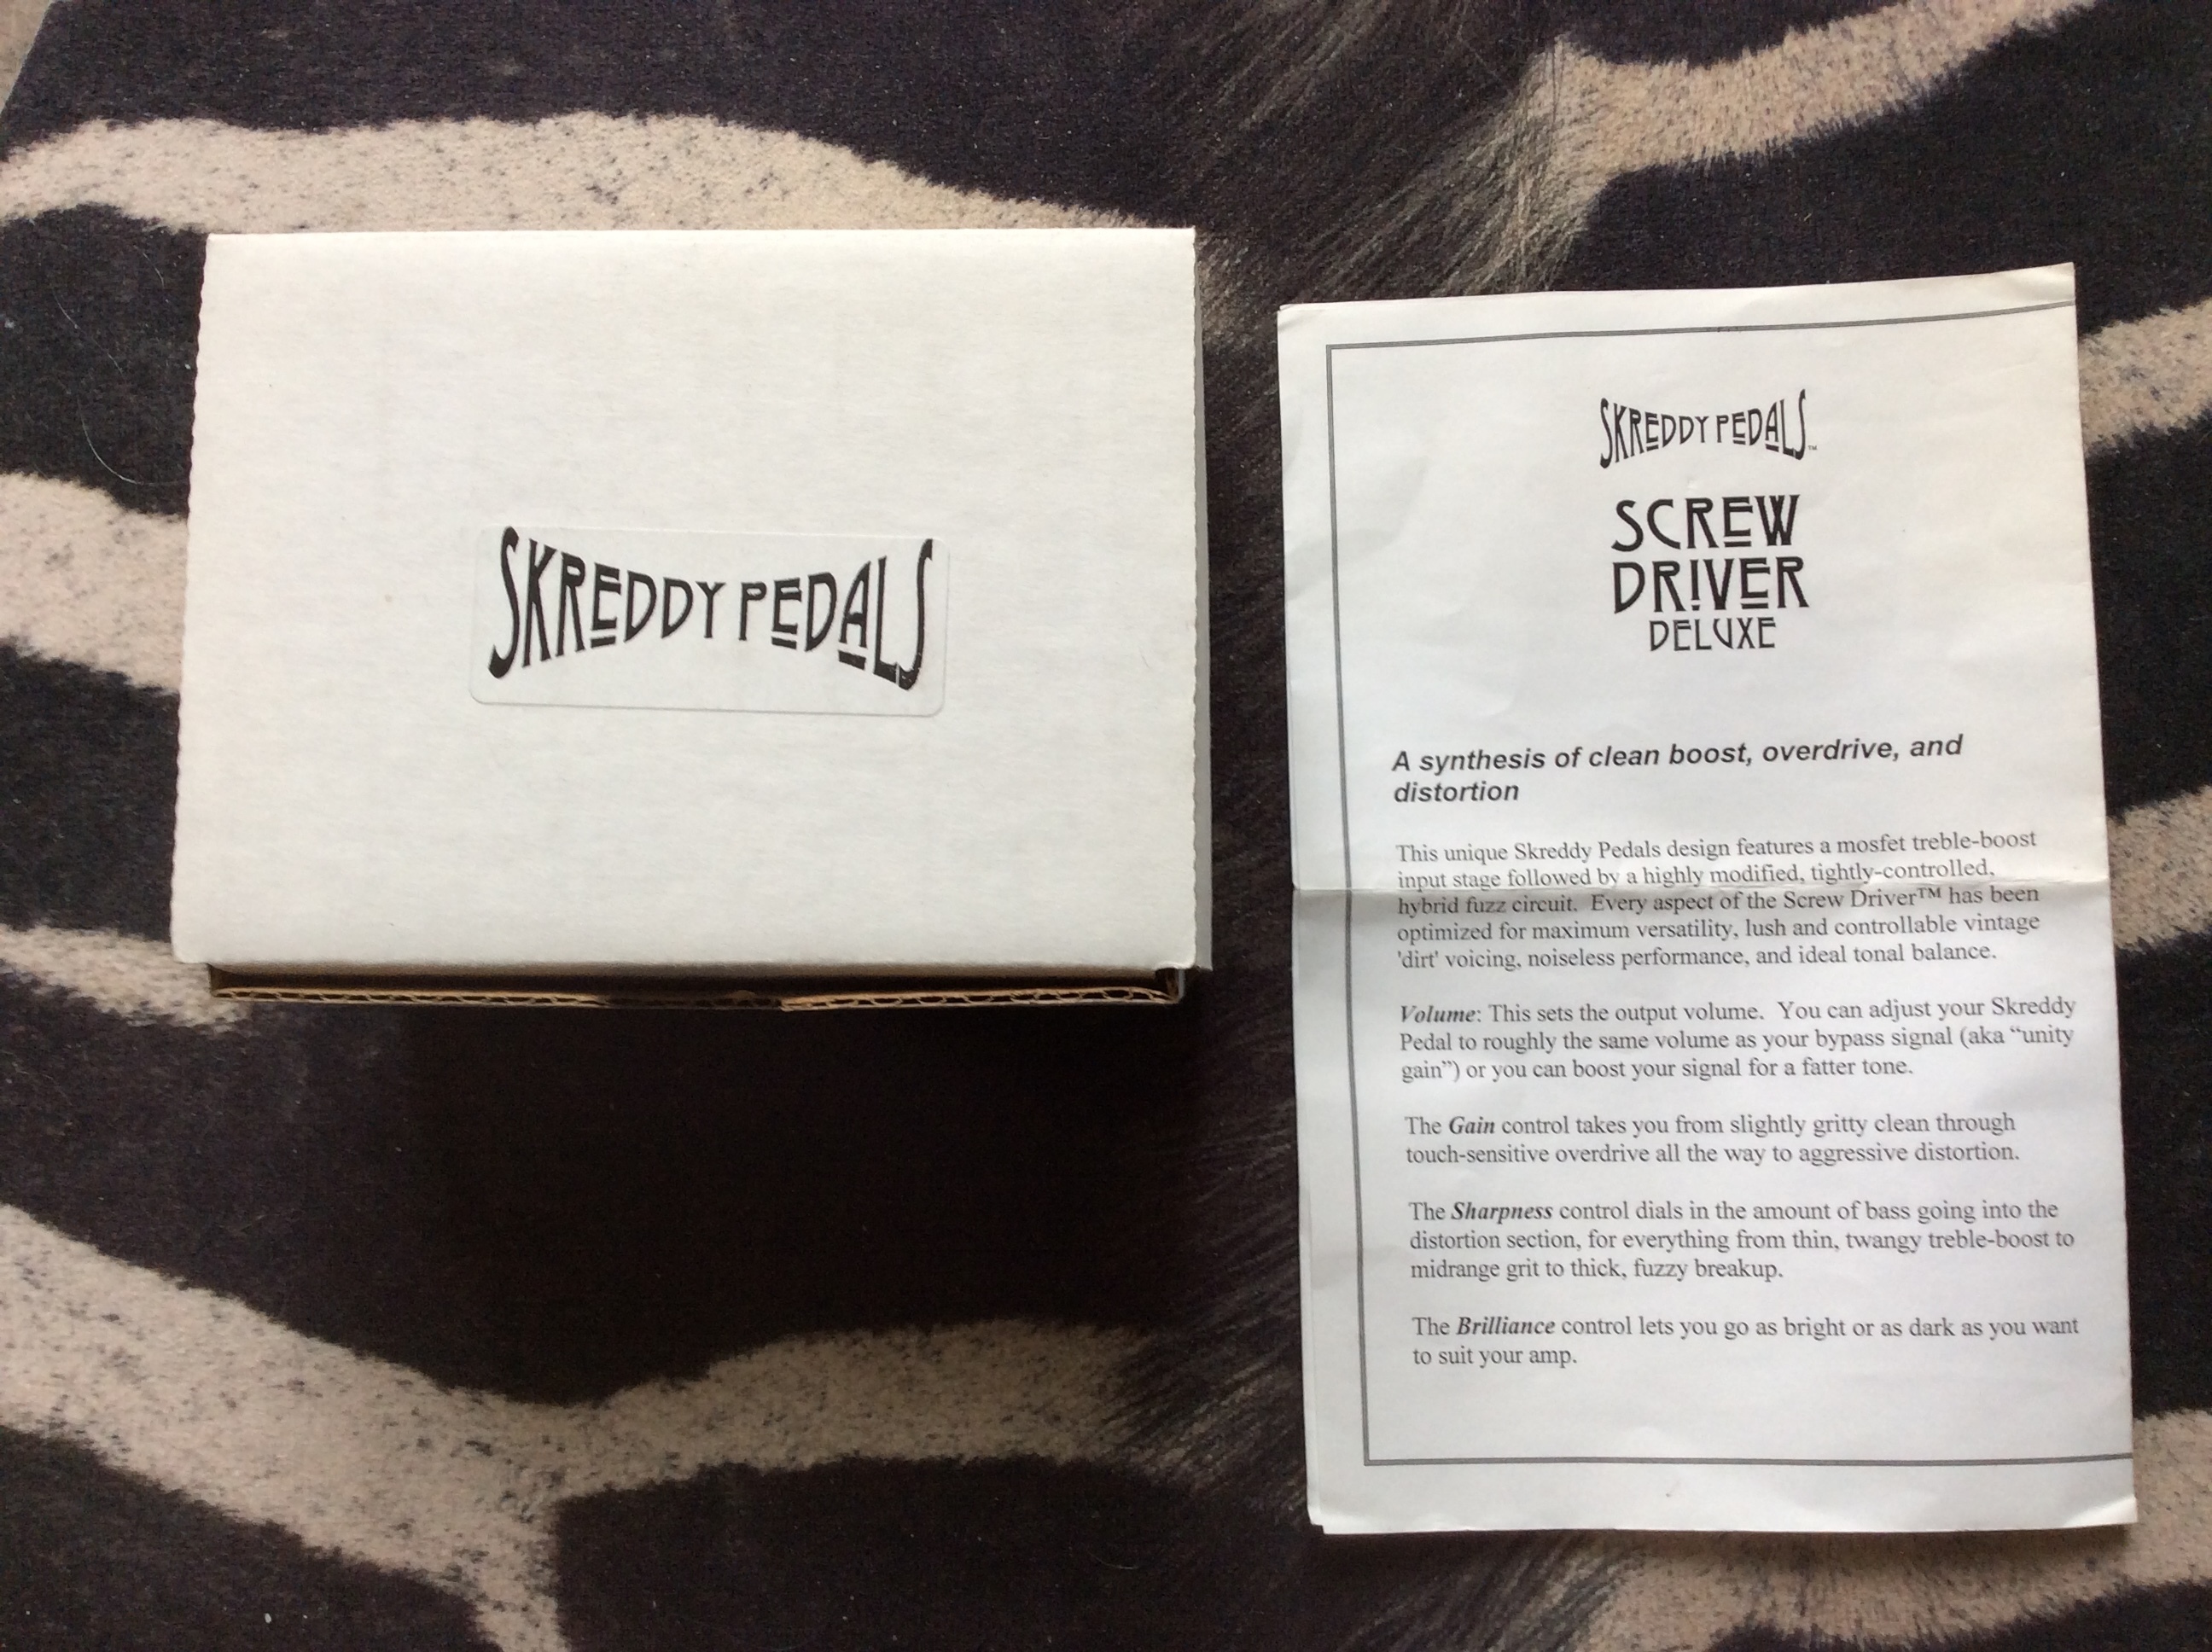 SKREDDY PEDALS
SKREDDY PEDALS™
SCREW
DRIVER
DELUXE
A synthesis of clean boost, overdrive, and
distortion
This unique Skreddy Pedals design features a mosfet treble-boost
input stage followed by a highly modified, tightly-controlled,
hybrid fuzz circuit.  Every aspect of the Screw Driver™ has been
optimized for maximum versatility, lush and controllable vintage
'dirt' voicing, noiseless performance, and ideal tonal balance.
Volume: This sets the output volume.  You can adjust your Skreddy
Pedal to roughly the same volume as your bypass signal (aka “unity
gain”) or you can boost your signal for a fatter tone.
The Gain control takes you from slightly gritty clean through
touch-sensitive overdrive all the way to aggressive distortion.
The Sharpness control dials in the amount of bass going into the
distortion section, for everything from thin, twangy treble-boost to
midrange grit to thick, fuzzy breakup.
The Brilliance control lets you go as bright or as dark as you want
to suit your amp.